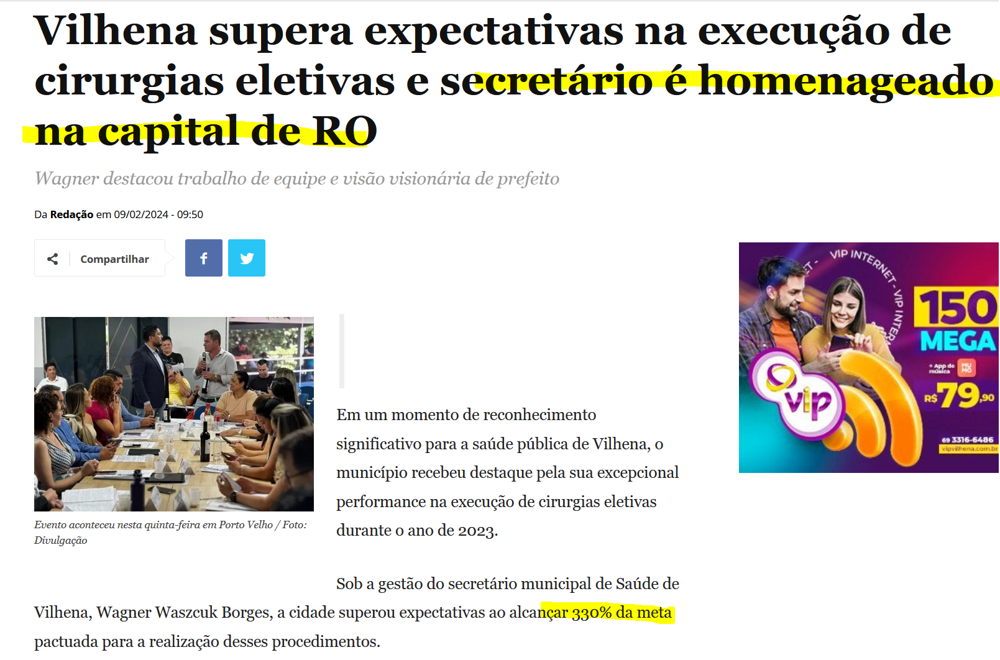 Vilhena supera expectativas na execução de
cirurgias eletivas e secretário é homenageado
na capital de RO
Wagner destacou trabalho de equipe e visão visionária de prefeito
Da Redação em 09/02/2024 - 09:50
Compartilhar
f
Evento aconteceu nesta quinta-feira em Porto Velho / Foto:
Divulgação
Em um momento de reconhecimento
significativo para a saúde pública de Vilhena, o
município recebeu destaque pela sua excepcional
performance na execução de cirurgias eletivas
durante o ano de 2023.
Sob a gestão do secretário municipal de Saúde de
Vilhena, Wagner Waszcuk Borges, a cidade superou expectativas ao alcançar 330% da meta
pactuada para a realização desses procedimentos.
VIP INTERNET - VIP INTERN
150
MEGA
+ App de
música
MU
MO
R$79,90
vip
69 3316-6486
vipvilhena.com.br